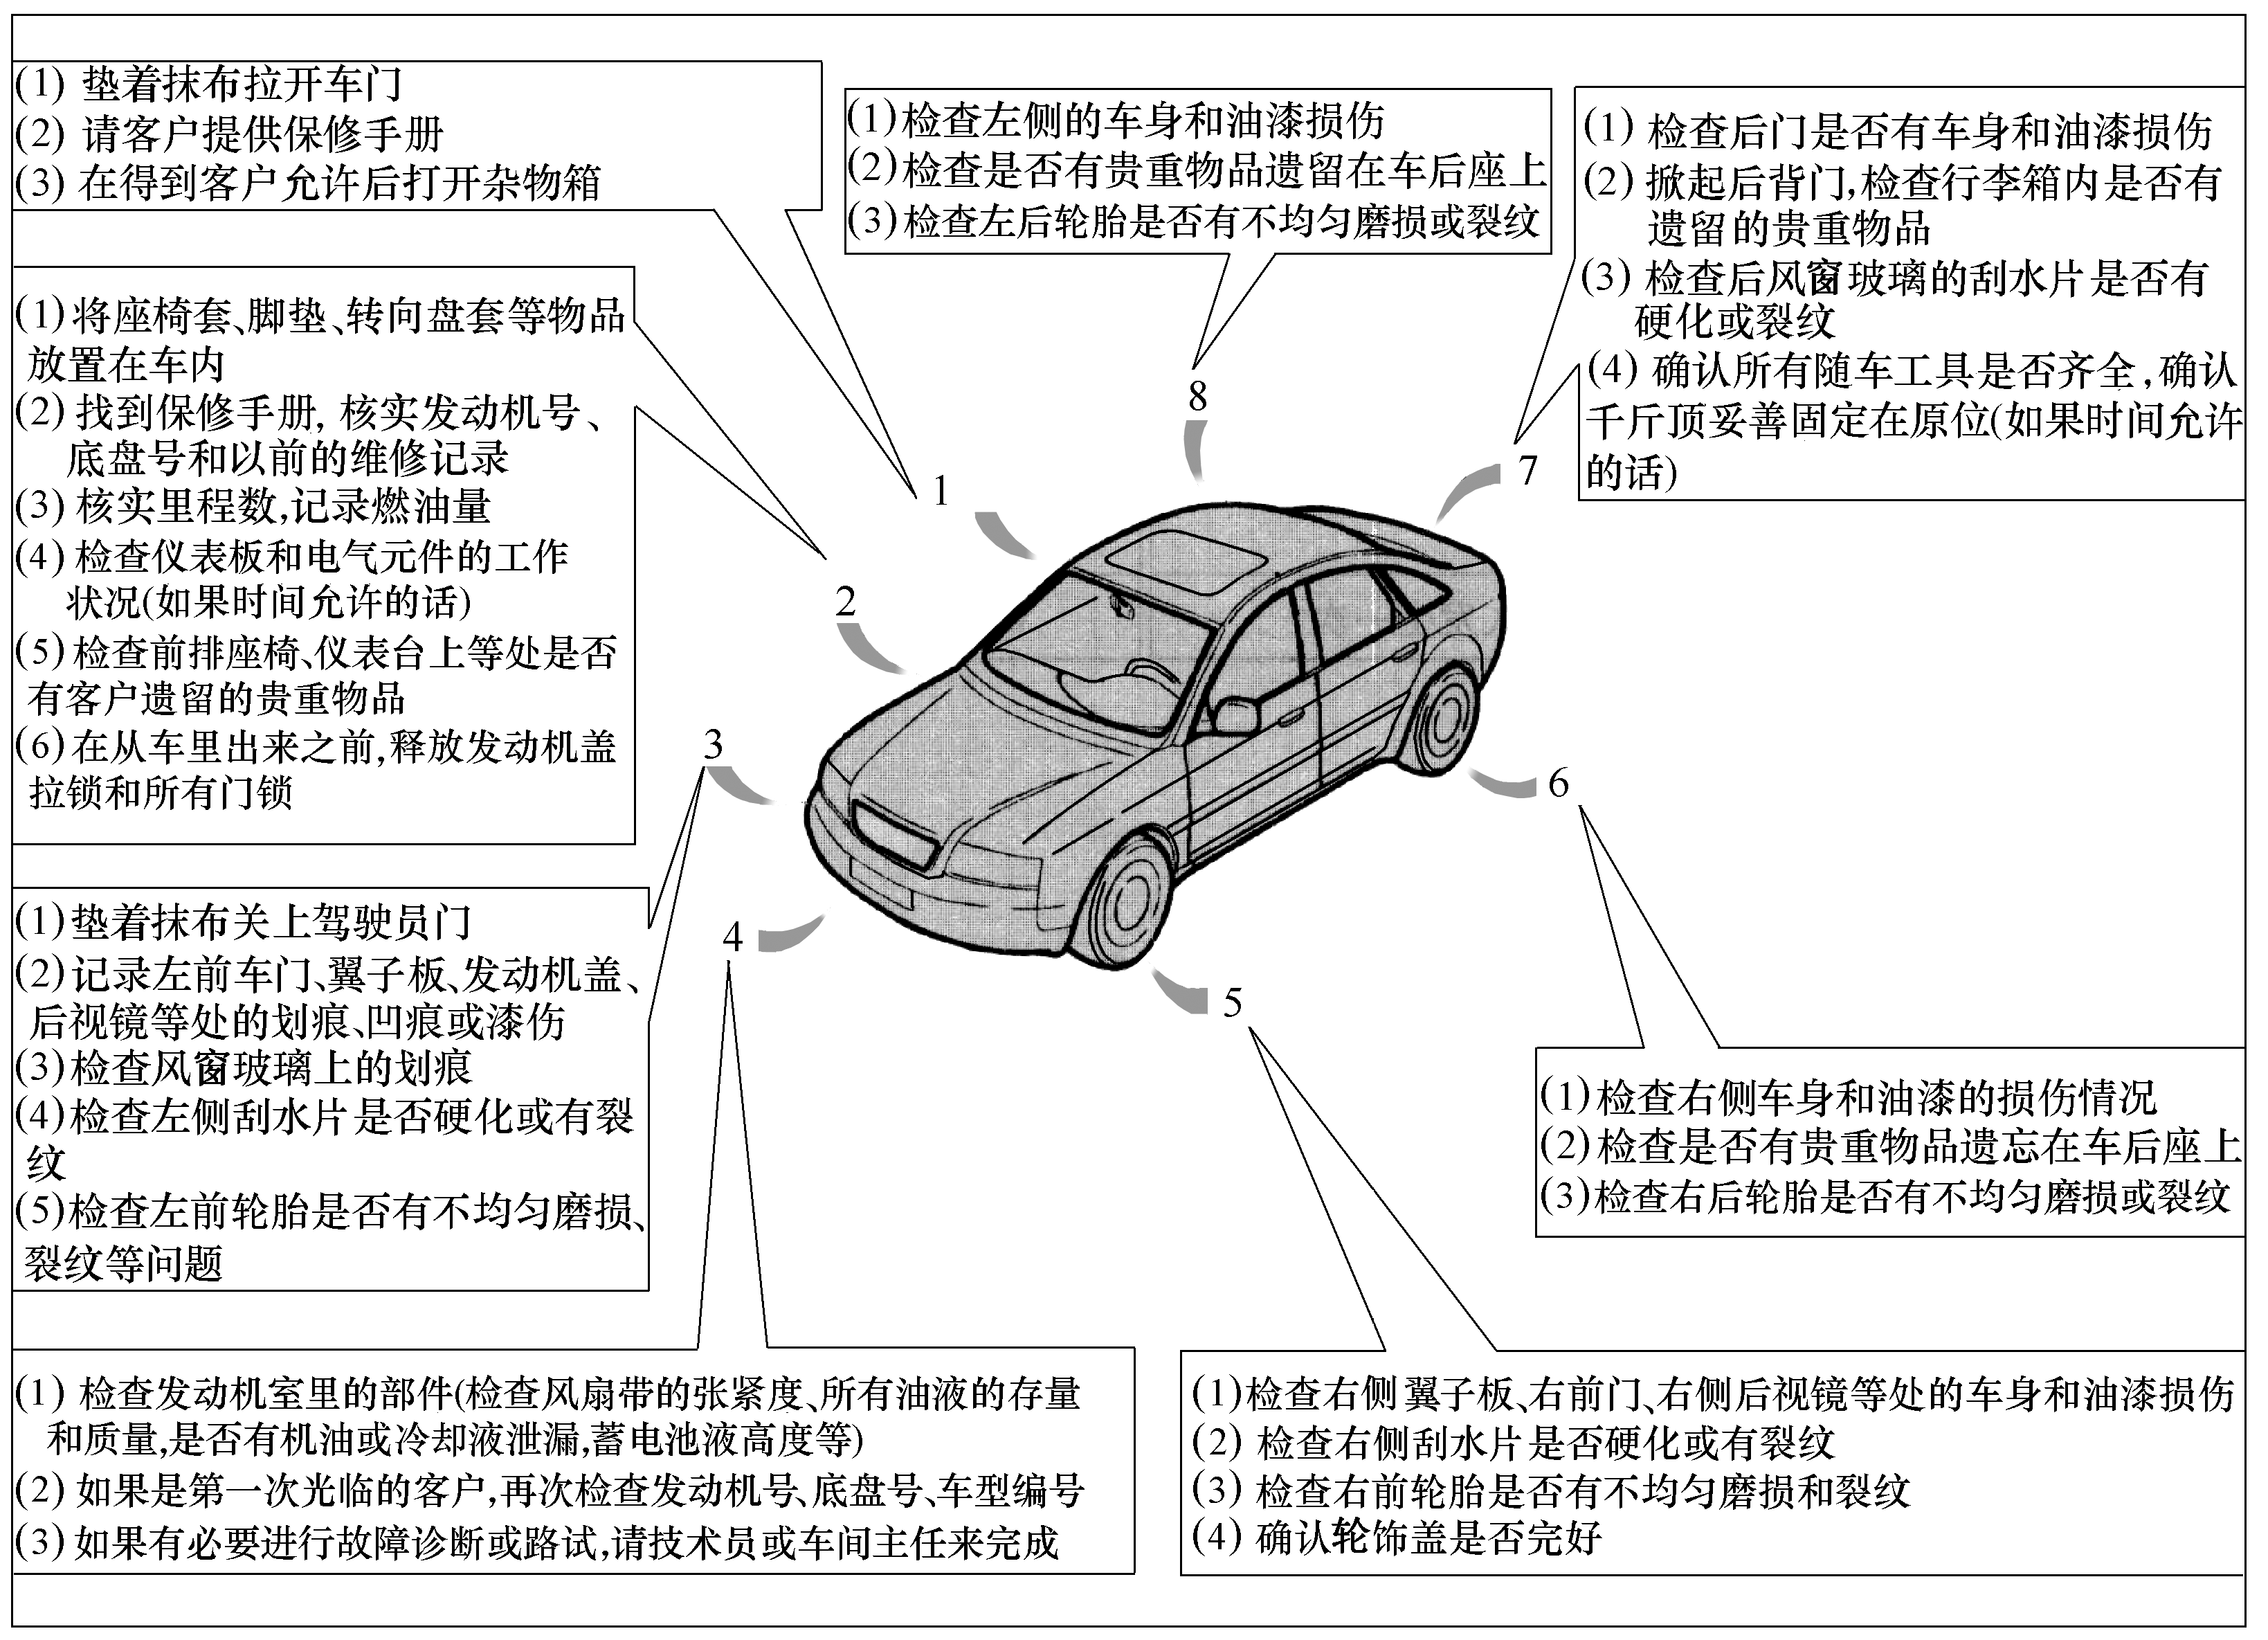 (1) 垫着抹布拉开车门
(2) 请客户提供保修手册
(3) 在得到客户允许后打开杂物箱
(1)将座椅套、脚垫、转向盘套等物品
放置在车内
(2) 找到保修手册, 核实发动机号、
底盘号和以前的维修记录
(3) 核实里程数,记录燃油量
(4) 检查仪表板和电气元件的工作
状况(如果时间允许的话)
(5) 检查前排座椅、仪表台上等处是否
有客户遗留的贵重物品
(6)在从车里出来之前,释放发动机盖
拉锁和所有门锁
(1)垫着抹布关上驾驶员门
(2)记录左前车门、翼子板、发动机盖、
后视镜等处的划痕、凹痕或漆伤
(3)检查风窗玻璃上的划痕
(4)检查左侧刮水片是否硬化或有裂
纹
(5)检查左前轮胎是否有不均匀磨损、
裂纹等问题
(1) 检查发动机室里的部件(检查风扇带的张紧度、所有油液的存量
和质量,是否有机油或冷却液泄漏,蓄电池液高度等)
(2) 如果是第一次光临的客户,再次检查发动机号、底盘号、车型编号
(3) 如果有必要进行故障诊断或路试,请技术员或车间主任来完成
(1)检查右侧翼子板、右前门、右侧后视镜等处的车身和油漆损伤
(2) 检查右侧刮水片是否硬化或有裂纹
(3) 检查右前轮胎是否有不均匀磨损和裂纹
(4) 确认轮饰盖是否完好
(1)检查右侧车身和油漆的损伤情况
(2)检查是否有贵重物品遗忘在车后座上
(3)检查右后轮胎是否有不均匀磨损或裂纹
(1) 检查后门是否有车身和油漆损伤
(2) 掀起后背门,检查行李箱内是否有
遗留的贵重物品
(3) 检查后风窗玻璃的刮水片是否有
硬化或裂纹
(4) 确认所有随车工具是否齐全,确认
千斤顶妥善固定在原位(如果时间允许
的话)
(1)检查左侧的车身和油漆损伤
(2)检查是否有贵重物品遗留在车后座上
(3)检查左后轮胎是否有不均匀磨损或裂纹
1
2
3
4
5
6
7
8